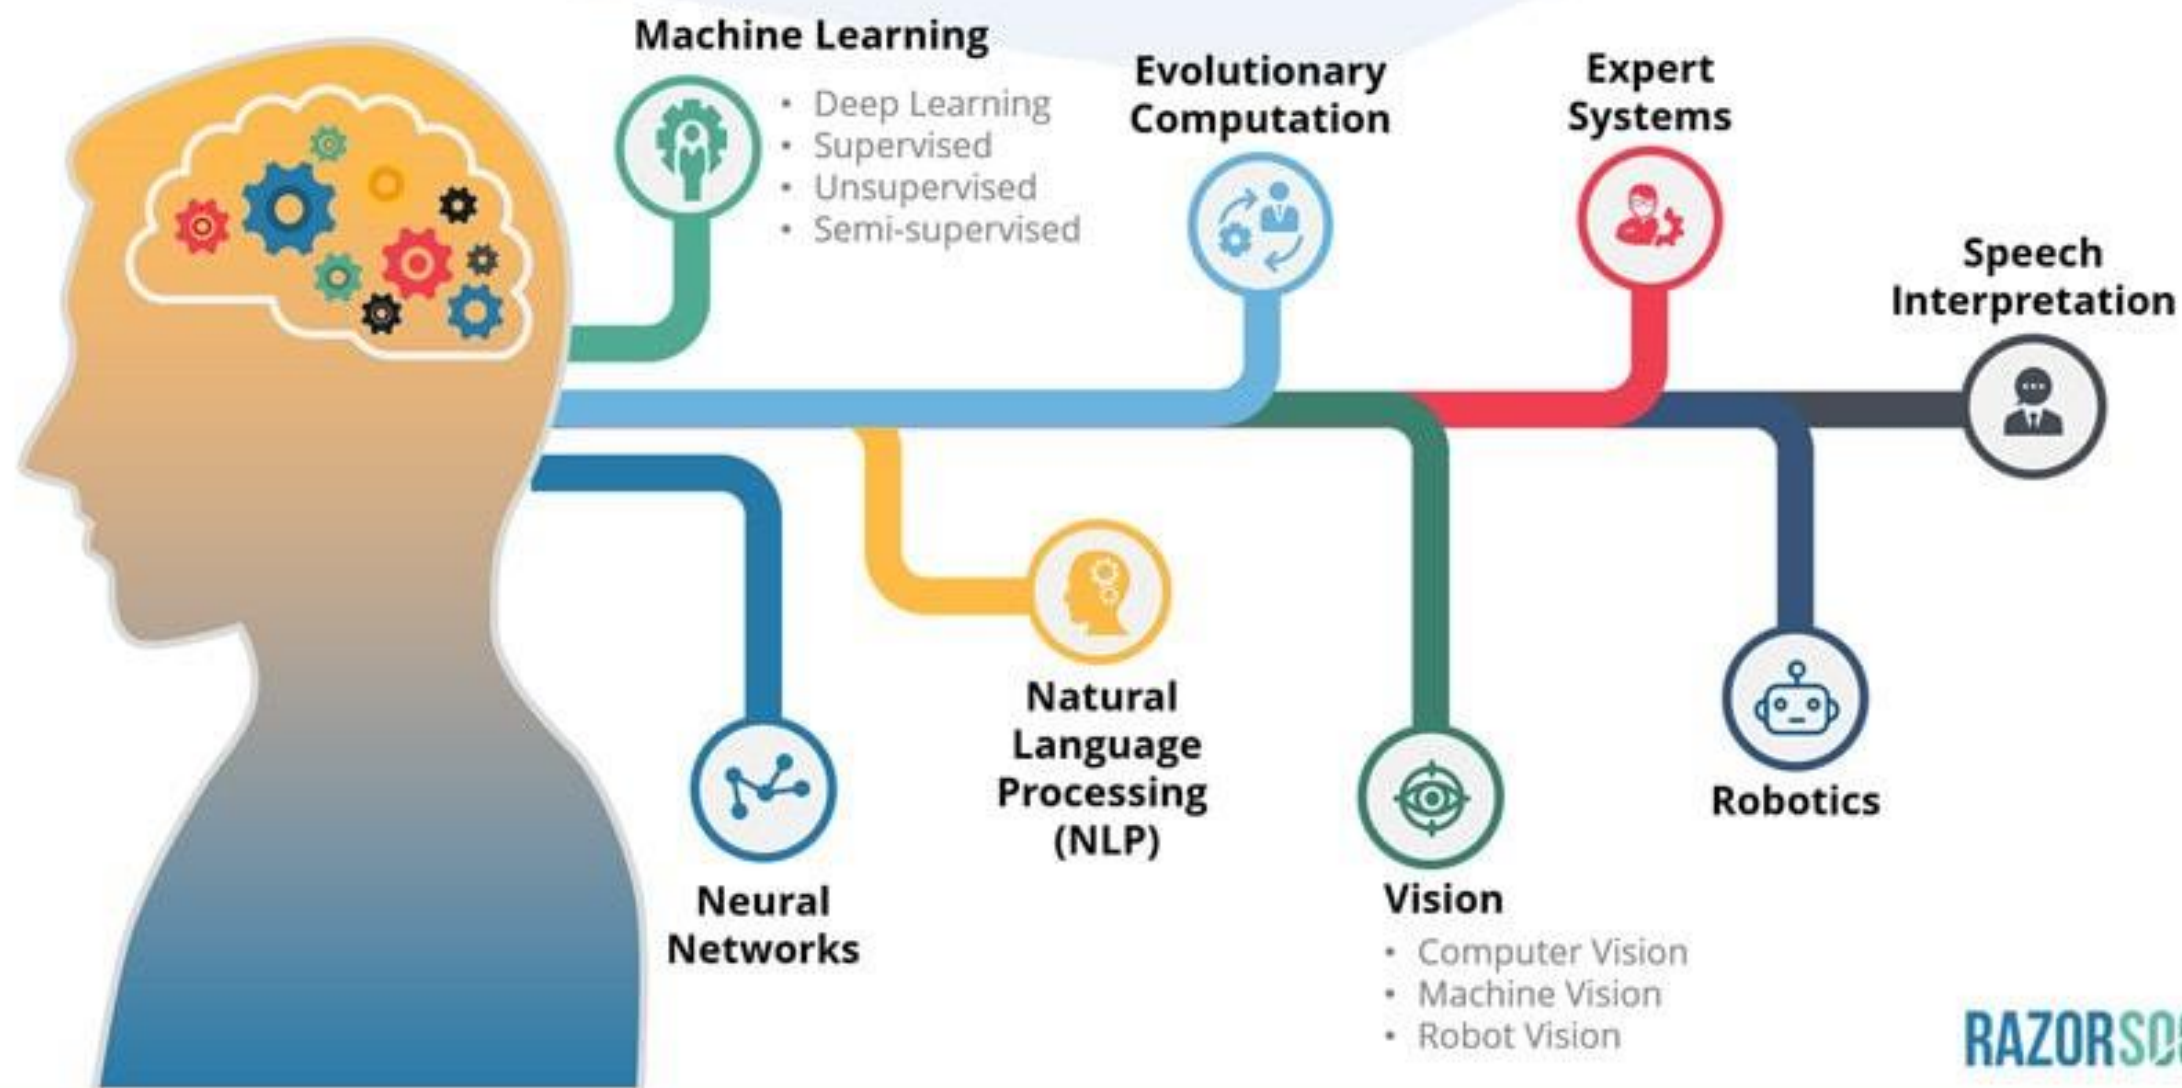 Machine Learning
• Deep Learning
• Supervised
• Unsupervised
• Semi-supervised
Evolutionary
Computation
Expert
Systems
Speech
Interpretation
Neural
Networks
Natural
Language
Processing
(NLP)
Vision
• Computer Vision
• Machine Vision
• Robot Vision
Robotics